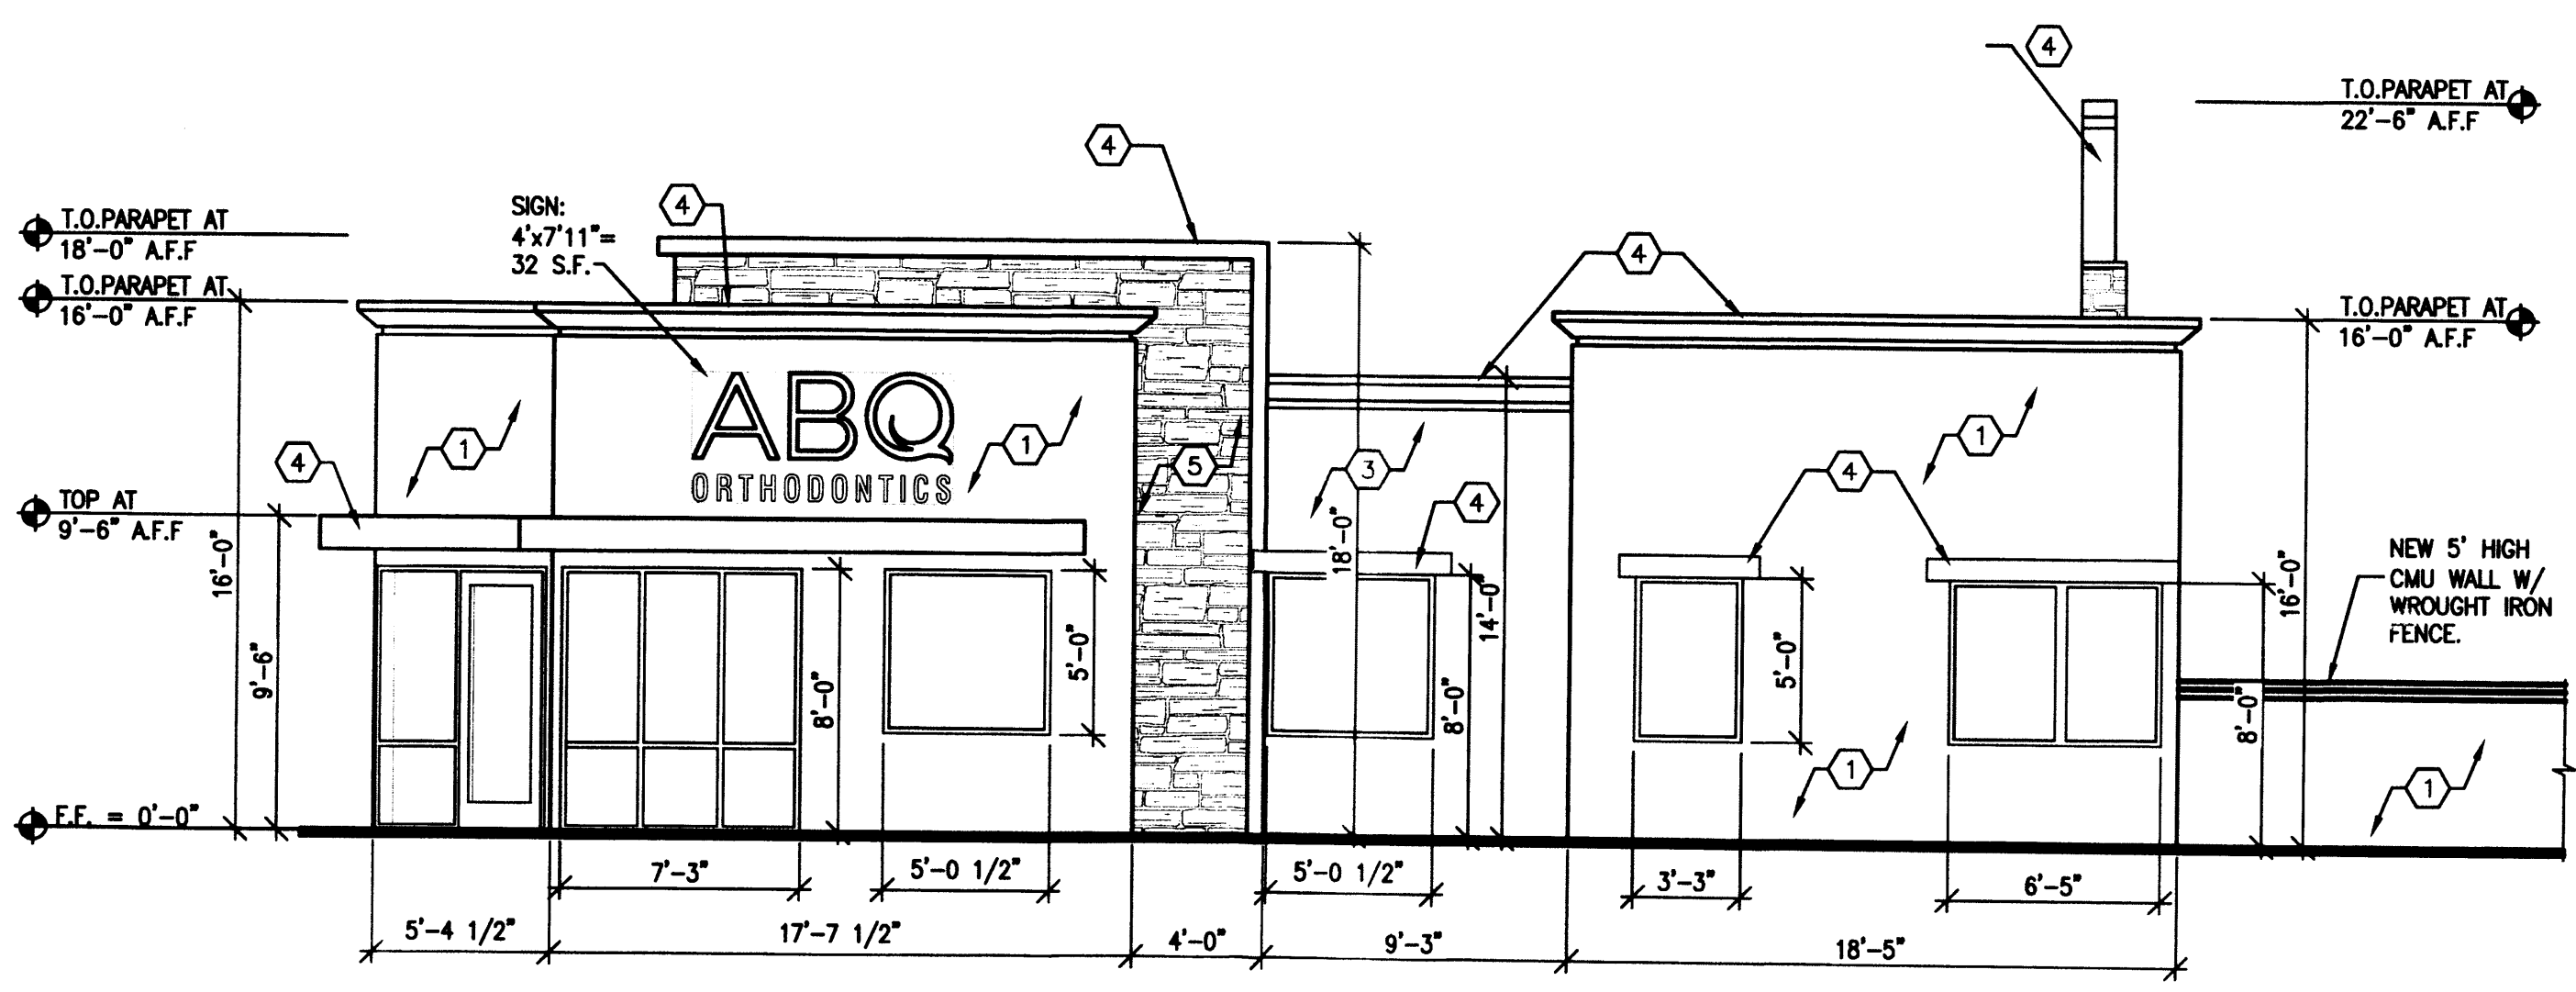 4
T.O.PARAPET AT
22'-6" A.F.F
4
SIGN:
4'x7'11"=
32 S.F.
4
T.O.PARAPET AT
18'-0" A.F.F
4
T.O.PARAPET AT
16'-0" A.F.F
T.O.PARAPET AT
16'-0" A.F.F
ABQ
ORTHODONTICS
1
1
4
5
3
4
1
4
TOP AT
9'-6" A.F.F
16'-0"
9'-6"
8'-0"
5'-0"
18'-0"
8'-0"
14'-0"
5'-0"
8'-0"
16'-0"
NEW 5' HIGH
CMU WALL W/
WROUGHT IRON
FENCE.
1
1
F.F. = 0'-0"
7'-3"
5'-0 1/2"
5'-0 1/2"
3'-3"
6'-5"
5'-4 1/2"
17'-7 1/2"
4'-0"
9'-3"
18'-5"